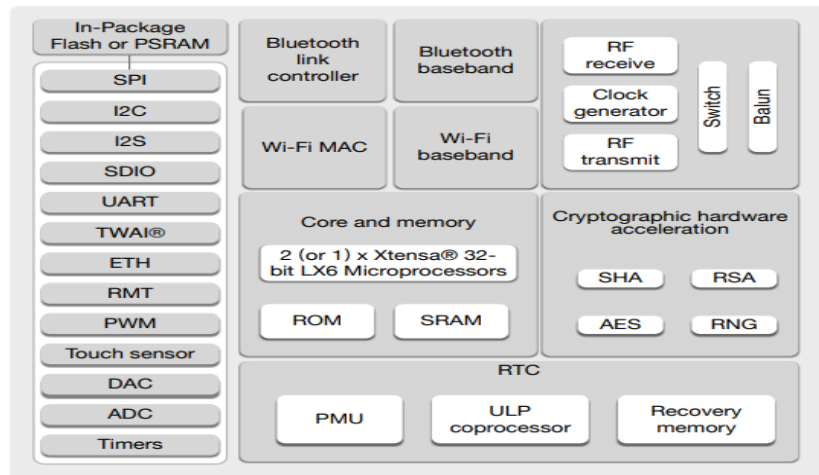 In-Package
Flash or PSRAM
SPI
I2C
I2S
SDIO
UART
TWAI®
ETH
RMT
PWM
Touch sensor
DAC
ADC
Timers
Bluetooth
link
controller
Bluetooth
baseband
Wi-Fi MAC
Wi-Fi
baseband
RF
receive
Clock
generator
RF
transmit
Switch
Balun
Core and memory
2 (or 1) x Xtensa® 32-
bit LX6 Microprocessors
ROM
SRAM
Cryptographic hardware
acceleration
SHA
RSA
AES
RNG
RTC
PMU
ULP
coprocessor
Recovery
memory